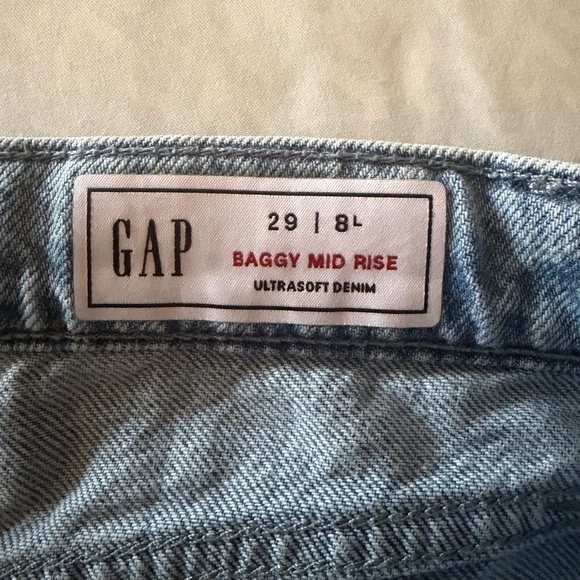 GAP
29 | 8L
BAGGY MID RISE
ULTRASOFT DENIM